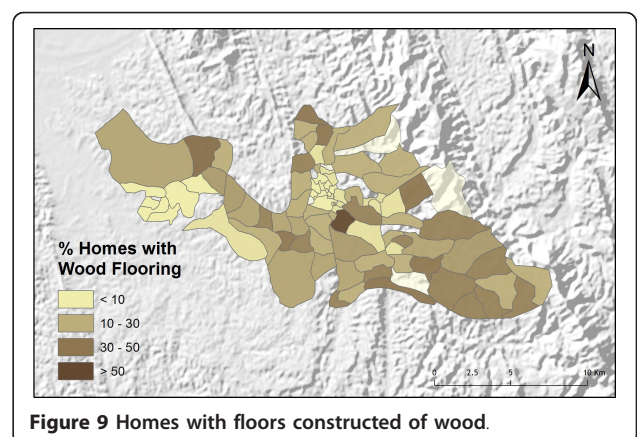 N
% Homes with
Wood Flooring
< 10
10 - 30
30 - 50
> 50
0 2.5 5 10 Km
Figure 9 Homes with floors constructed of wood.